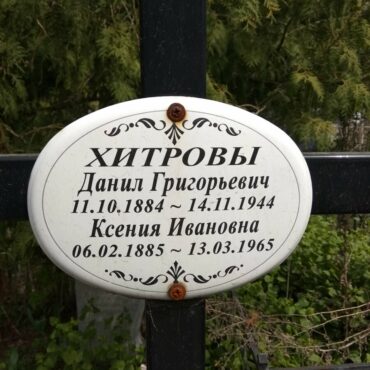 ХИТРОВЫ
Данил Григорьевич
11.10.1884 ~ 14.11.1944
Ксения Ивановна
06.02.1885 ~ 13.03.1965